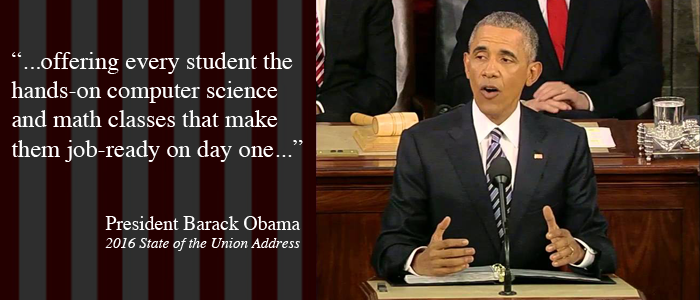 “...offering every student the
hands-on computer science
and math classes that make
them job-ready on day one...”
President Barack Obama
2016 State of the Union Address